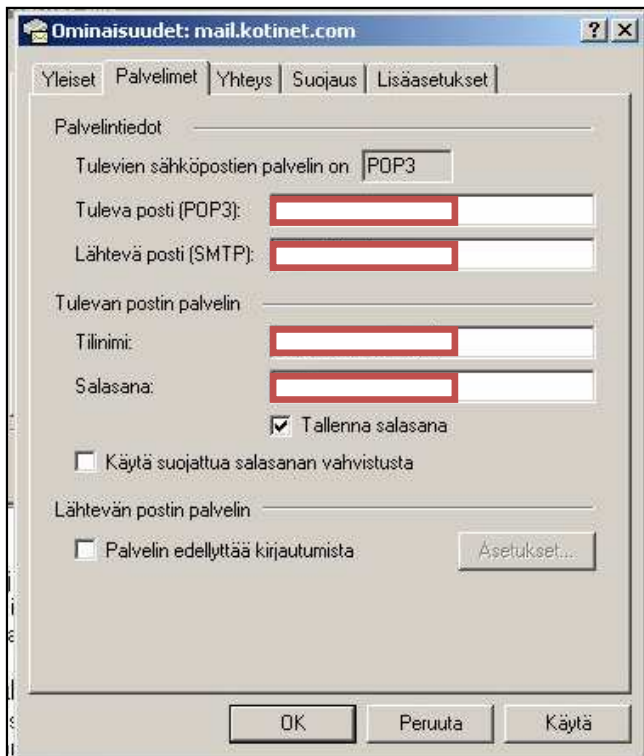 Ominaisuudet: mail.kotinet.com
Yleiset Palvelimet Yhteys Suojaus Lisäasetukset
Palvelintiedot
Tulevien sähköpostien palvelin on POP3
Tuleva posti (POP3):
Lähtevä posti (SMTP):
Tulevan postin palvelin
Tilinimi:
Salasana:
Tallenna salasana
Käytä suojattua salasanan vahvistusta
Lähtevän postin palvelin
Palvelin edellyttää kirjautumista Asetukset...
OK Peruuta Käytä